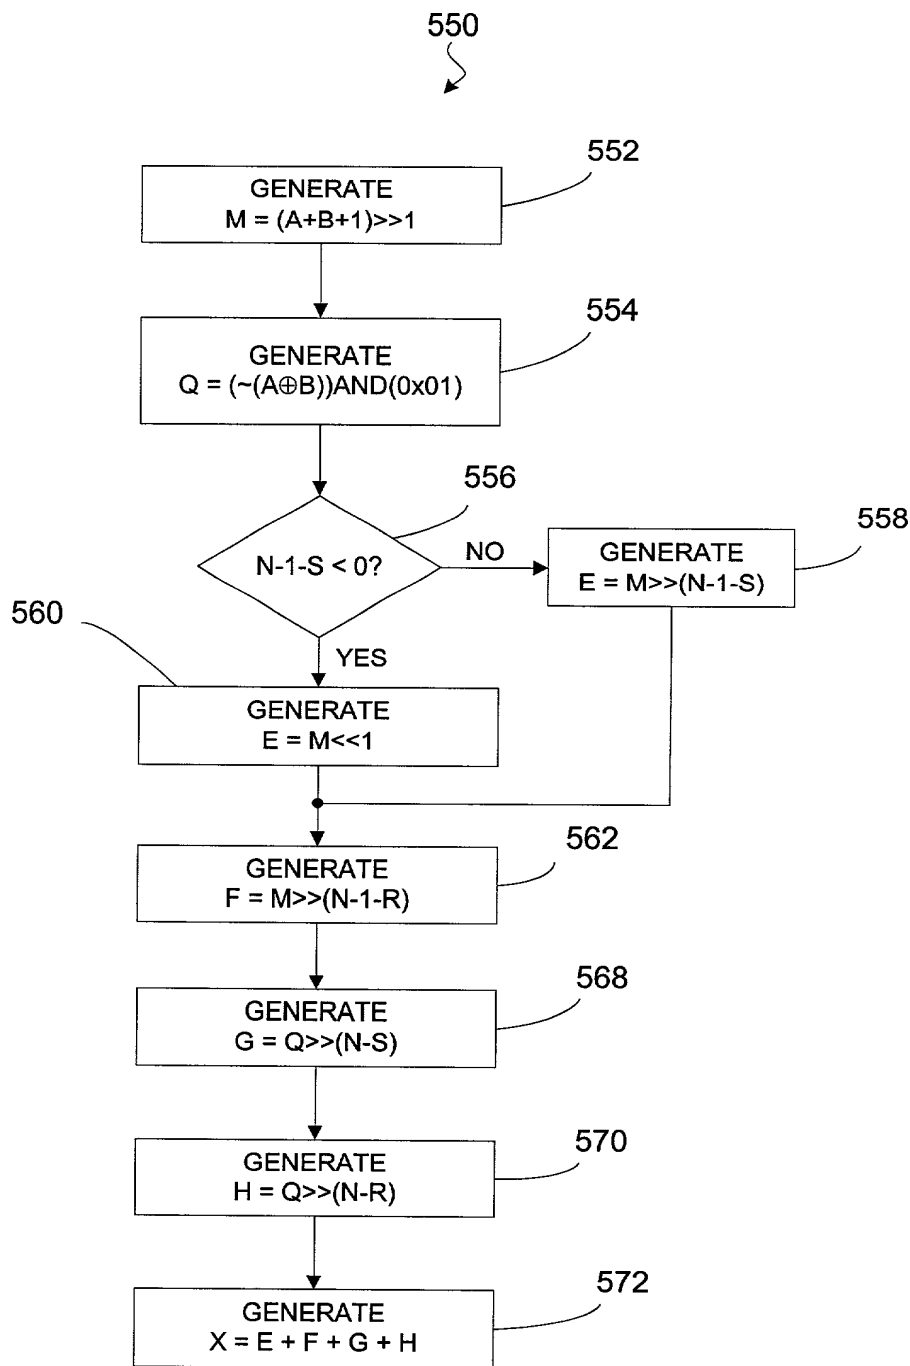 550
552
GENERATE
M = (A+B+1)>>1
554
GENERATE
Q = (~(A⊕B))AND(0x01)
556
N-1-S < 0?
NO
558
GENERATE
E = M>>(N-1-S)
560
YES
GENERATE
E = M<<1
562
GENERATE
F = M>>(N-1-R)
568
GENERATE
G = Q>>(N-S)
570
GENERATE
H = Q>>(N-R)
572
GENERATE
X = E + F + G + H